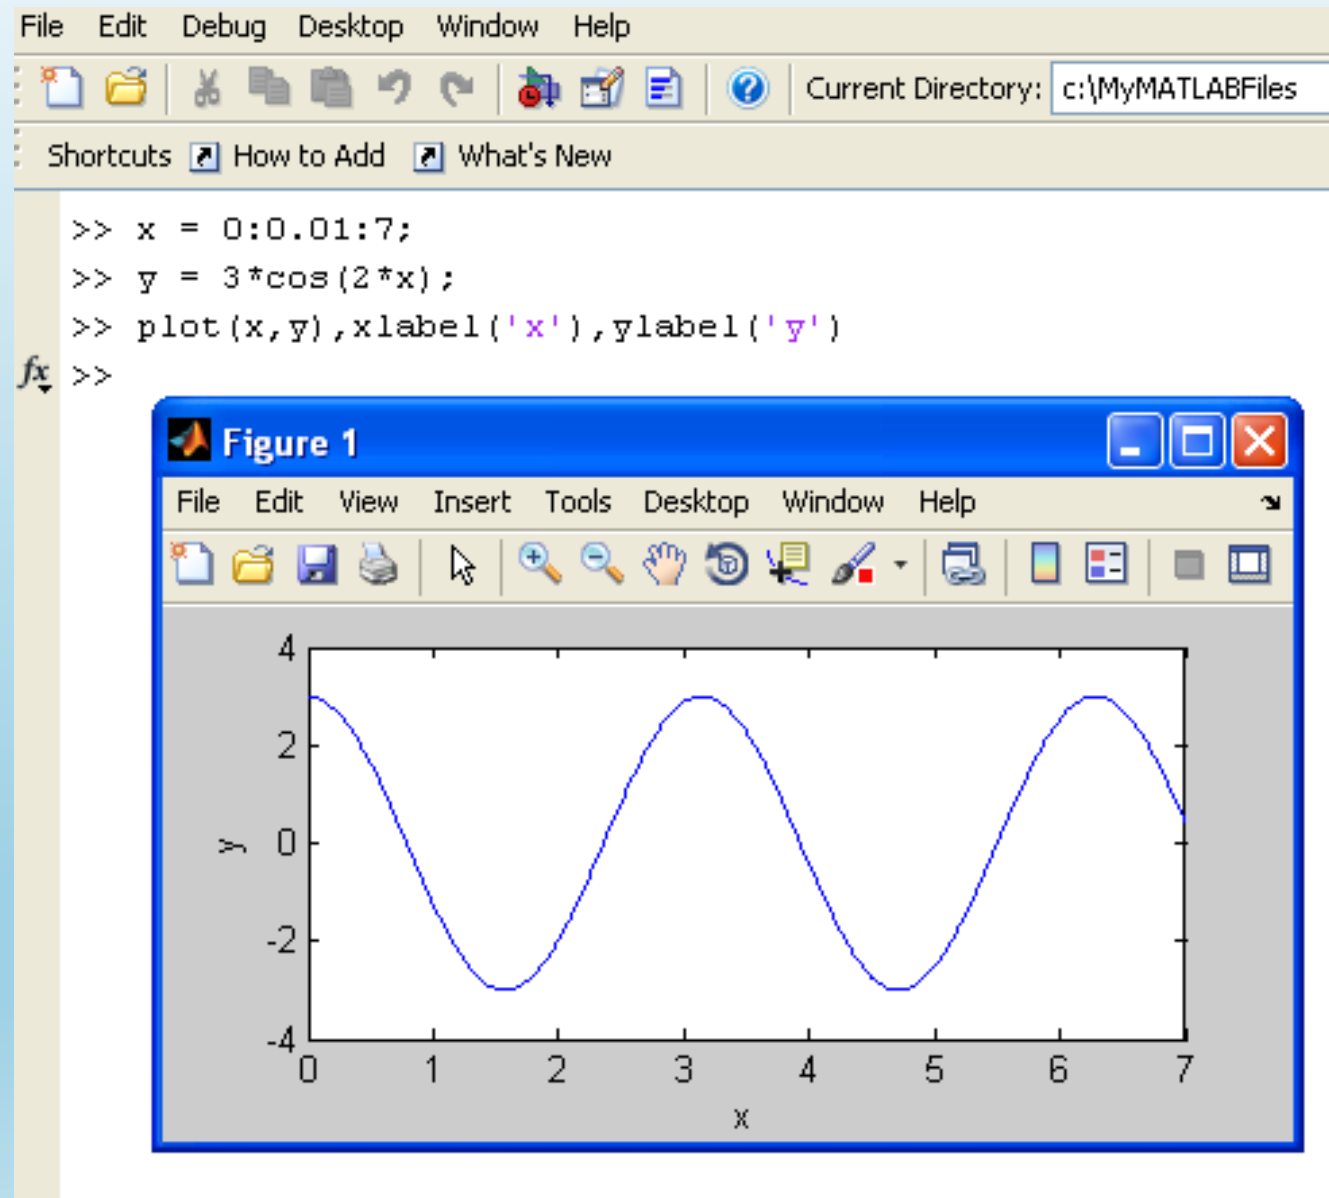 File Edit Debug Desktop Window Help
Current Directory: c:\MyMATLABFiles
Shortcuts How to Add What's New
>> x = 0:0.01:7;
>> y = 3*cos(2*x);
>> plot(x,y),xlabel('x'),ylabel('y')
fx >>
Figure 1
File Edit View Insert Tools Desktop Window Help
4
2
0
-2
-4
y
0 1 2 3 4 5 6 7
x